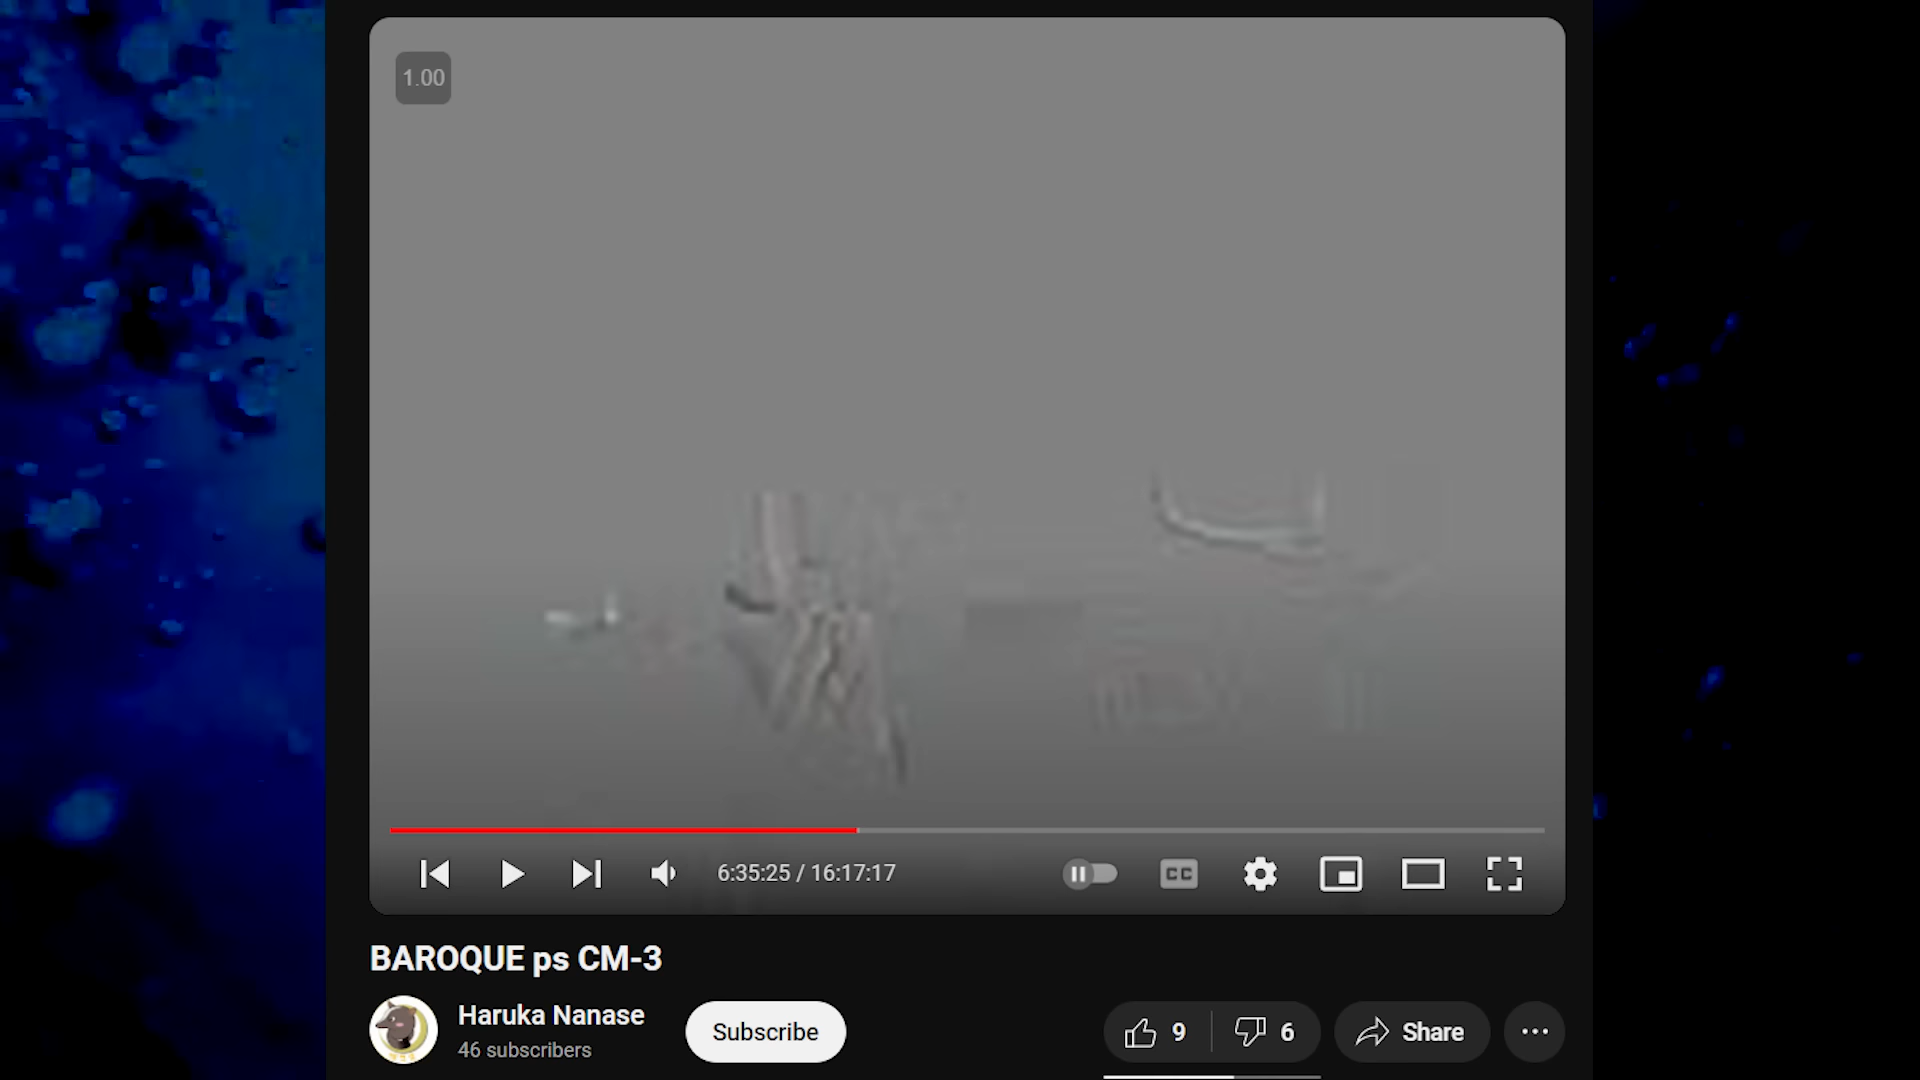 1.00
6:35:25 / 16:17:17
CC
BAROQUE ps CM-3
Haruka Nanase
46 subscribers
Subscribe
9
6
Share